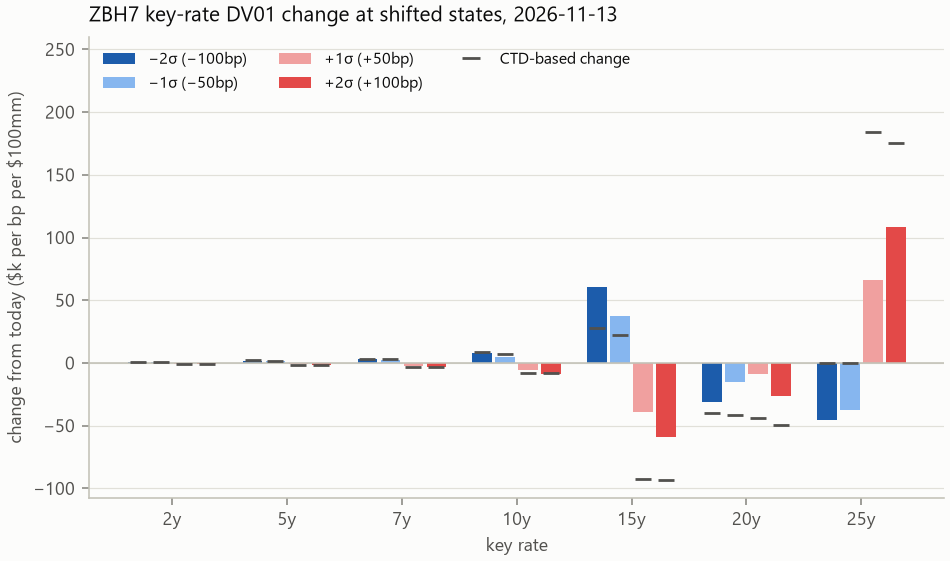 ZBH7 key-rate DV01 change at shifted states, 2026-11-13
−2σ (−100bp)
−1σ (−50bp)
+1σ (+50bp)
+2σ (+100bp)
CTD-based change
change from today ($k per bp per $100mm)
250
200
150
100
50
0
−50
−100
2y
5y
7y
10y
15y
20y
25y
key rate